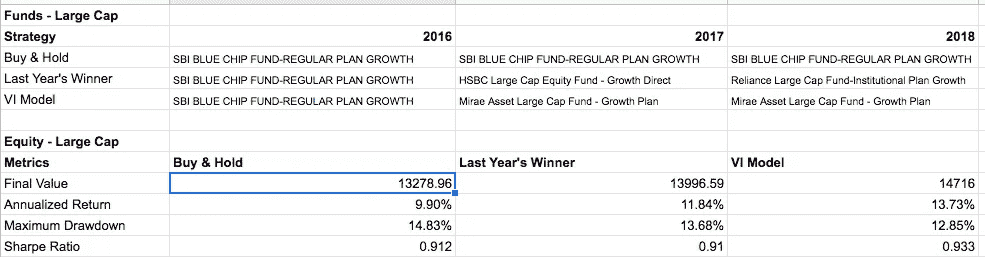 Funds - Large Cap
Strategy 2016 2017 2018
Buy & Hold SBI BLUE CHIP FUND-REGULAR PLAN GROWTH SBI BLUE CHIP FUND-REGULAR PLAN GROWTH SBI BLUE CHIP FUND-REGULAR PLAN GROWTH
Last Year's Winner SBI BLUE CHIP FUND-REGULAR PLAN GROWTH HSBC Large Cap Equity Fund - Growth Direct Reliance Large Cap Fund-Institutional Plan Growth
VI Model SBI BLUE CHIP FUND-REGULAR PLAN GROWTH Mirae Asset Large Cap Fund - Growth Plan Mirae Asset Large Cap Fund - Growth Plan
Equity - Large Cap
Metrics Buy & Hold Last Year's Winner VI Model
Final Value 13278.96 13996.59 14716
Annualized Return 9.90% 11.84% 13.73%
Maximum Drawdown 14.83% 13.68% 12.85%
Sharpe Ratio 0.912 0.91 0.933